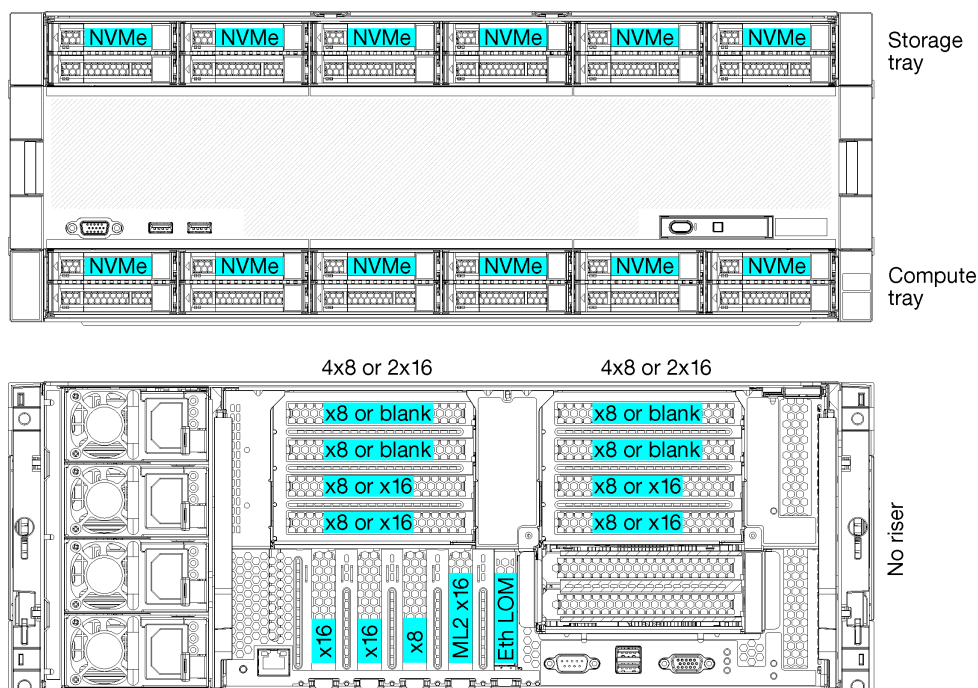 NVMe NVMe NVMe NVMe NVMe NVMe
Storage
tray
NVMe NVMe NVMe NVMe NVMe NVMe
Compute
tray
4x8 or 2x16 4x8 or 2x16
x8 or blank x8 or blank
x8 or blank x8 or blank
x8 or x16 x8 or x16
x8 or x16 x8 or x16
x16 x16 x8 ML2 x16 Eth LOM
No riser